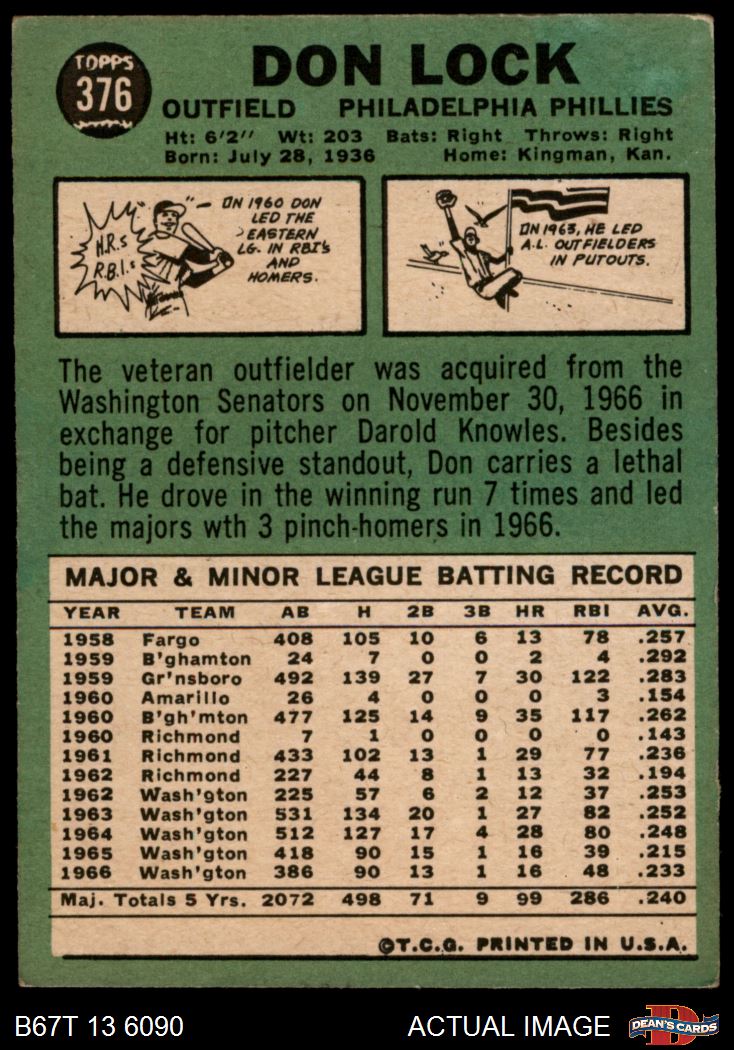 TOPPS
376
DON LOCK
OUTFIELD PHILADELPHIA PHILLIES
Ht: 6'2" Wt: 203 Bats: Right Throws: Right
Born: July 28, 1936 Home: Kingman, Kan.
H.R.s
R.B.I.s
IN 1960 DON
LED THE
EASTERN
LG. IN RBI's
AND
HOMERS.
IN 1963, HE LED
A.L. OUTFIELDERS
IN PUTOUTS.
The veteran outfielder was acquired from the
Washington Senators on November 30, 1966 in
exchange for pitcher Darold Knowles. Besides
being a defensive standout, Don carries a lethal
bat. He drove in the winning run 7 times and led
the majors wth 3 pinch-homers in 1966.
MAJOR & MINOR LEAGUE BATTING RECORD
YEAR TEAM AB H 2B 3B HR RBI AVG.
1958 Fargo 408 105 10 6 13 78 .257
1959 B'ghamton 24 7 0 0 2 4 .292
1959 Gr'nsboro 492 139 27 7 30 122 .283
1960 Amarillo 26 4 0 0 0 3 .154
1960 B'gh'mton 477 125 14 9 35 117 .262
1960 Richmond 7 1 0 0 0 0 .143
1961 Richmond 433 102 13 1 29 77 .236
1962 Richmond 227 44 8 1 13 32 .194
1962 Wash'gton 225 57 6 2 12 37 .253
1963 Wash'gton 531 134 20 1 27 82 .252
1964 Wash'gton 512 127 17 4 28 80 .248
1965 Wash'gton 418 90 15 1 16 39 .215
1966 Wash'gton 386 90 13 1 16 48 .233
Maj. Totals 5 Yrs. 2072 498 71 9 99 286 .240
©T.C.G. PRINTED IN U.S.A.
B67T 13 6090 ACTUAL IMAGE
DEAN'S CARDS